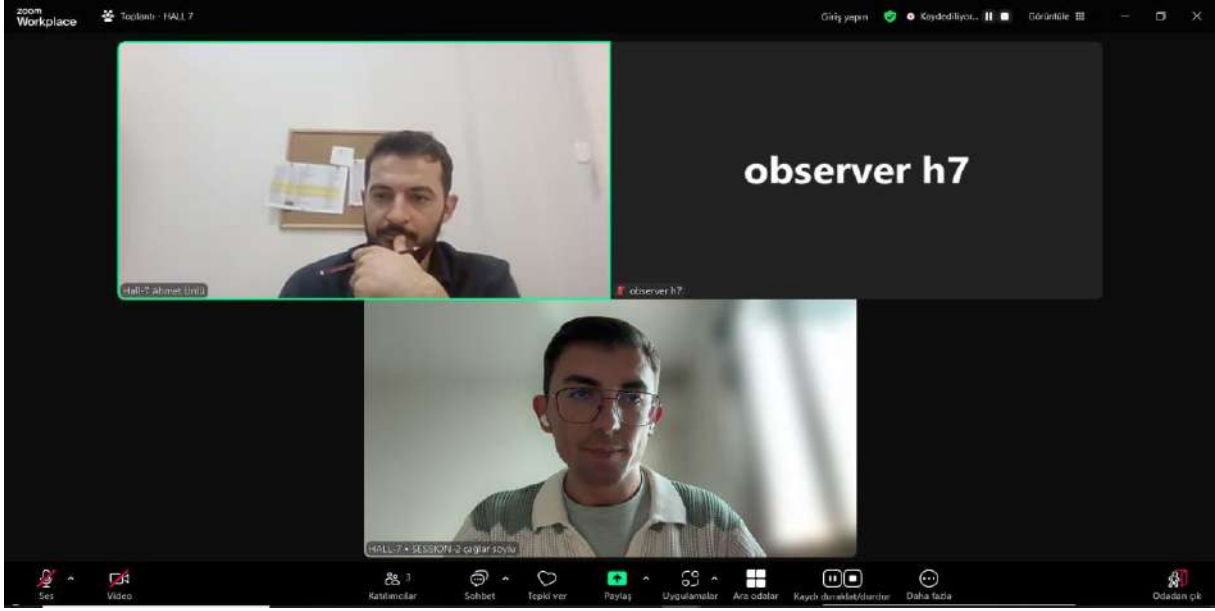 zoom
Workplace
Toplantı - HALL 7
Giriş yapın
Kaydediliyor...
Görüntüle
observer h7
Hall-7 Ahmet Ünlü
observer h7
HALL-7 • SESSION-2 çağlar soylu
Ses
Video
Katılımcılar
3
Sohbet
Tepki ver
Paylaş
Uygulamalar
Ara odalar
Kaydı duraklat/durdur
Daha fazla
Odadan çık